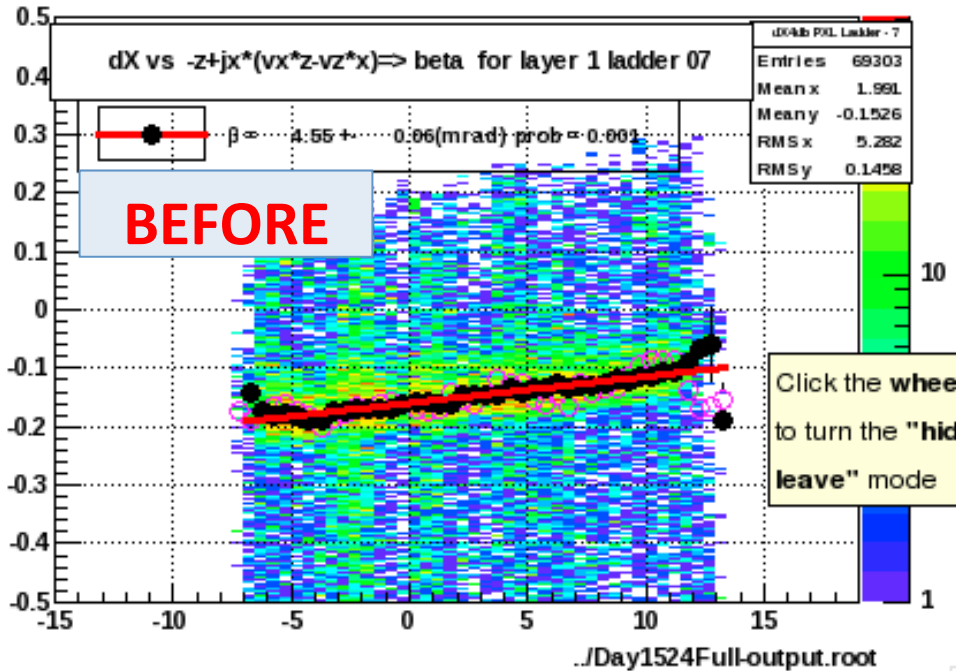 dX vs -z+jx*(vx*z-vz*x)=> beta for layer 1 ladder 07
dX4db PXL Ladder - 7
Entries 69303
Mean x 1.991
Mean y -0.1526
RMS x 5.282
RMS y 0.1458
β = 4.55 +- 0.06(mrad) prob = 0.001
BEFORE
0.5
0.4
0.3
0.2
0.1
0
-0.1
-0.2
-0.3
-0.4
-0.5
-15 -10 -5 0 5 10 15
10
1
Click the whee
to turn the "hid
leave" mode
../Day1524Full-output.root